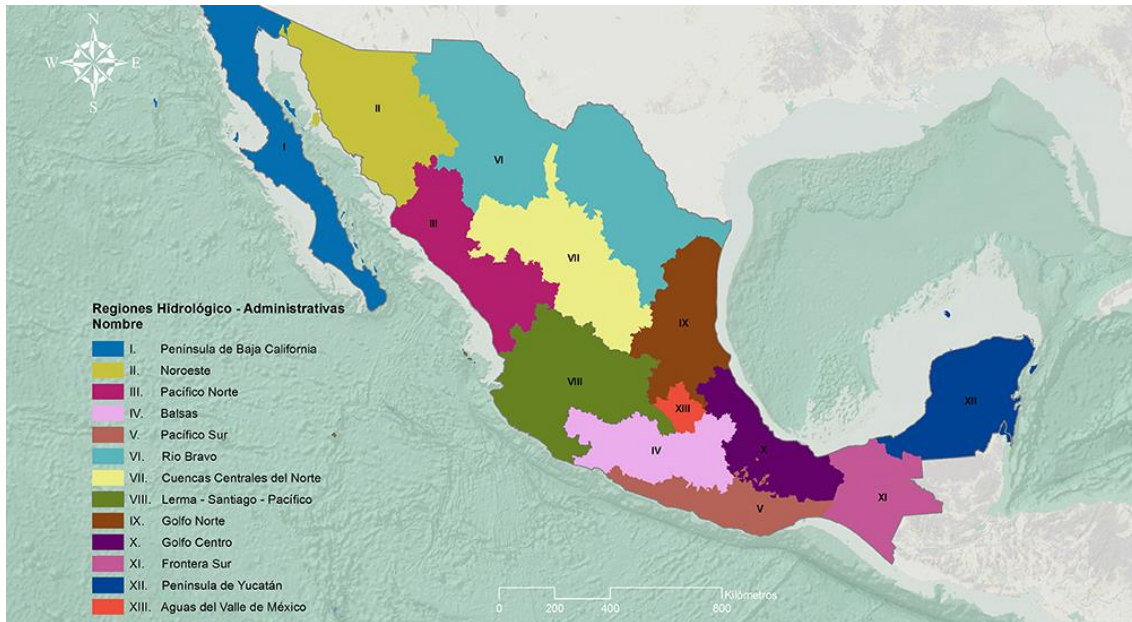 N
W E
S
I
II
III
VI
VII
IX
VIII
XIII
XII
IV
X
XI
V
Regiones Hidrológico - Administrativas
Nombre
I. Península de Baja California
II. Noroeste
III. Pacífico Norte
IV. Balsas
V. Pacífico Sur
VI. Rio Bravo
VII. Cuencas Centrales del Norte
VIII. Lerma - Santiago - Pacífico
IX. Golfo Norte
X. Golfo Centro
XI. Frontera Sur
XII. Península de Yucatán
XIII. Aguas del Valle de México
Kilómetros
0 200 400 800